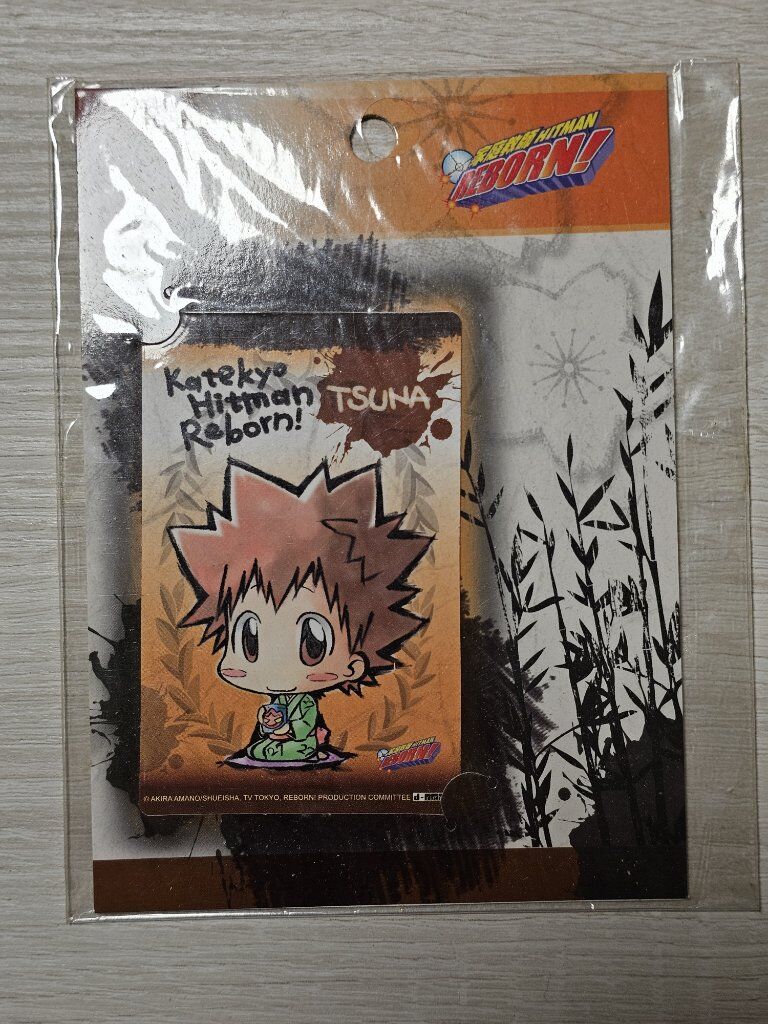 家庭教師 HITMAN
REBORN!
Katekyo
Hitman
Reborn!
TSUNA
27
家庭教師 HITMAN
REBORN!
© AKIRA AMANO/SHUEISHA, TV TOKYO, REBORN! PRODUCTION COMMITTEE